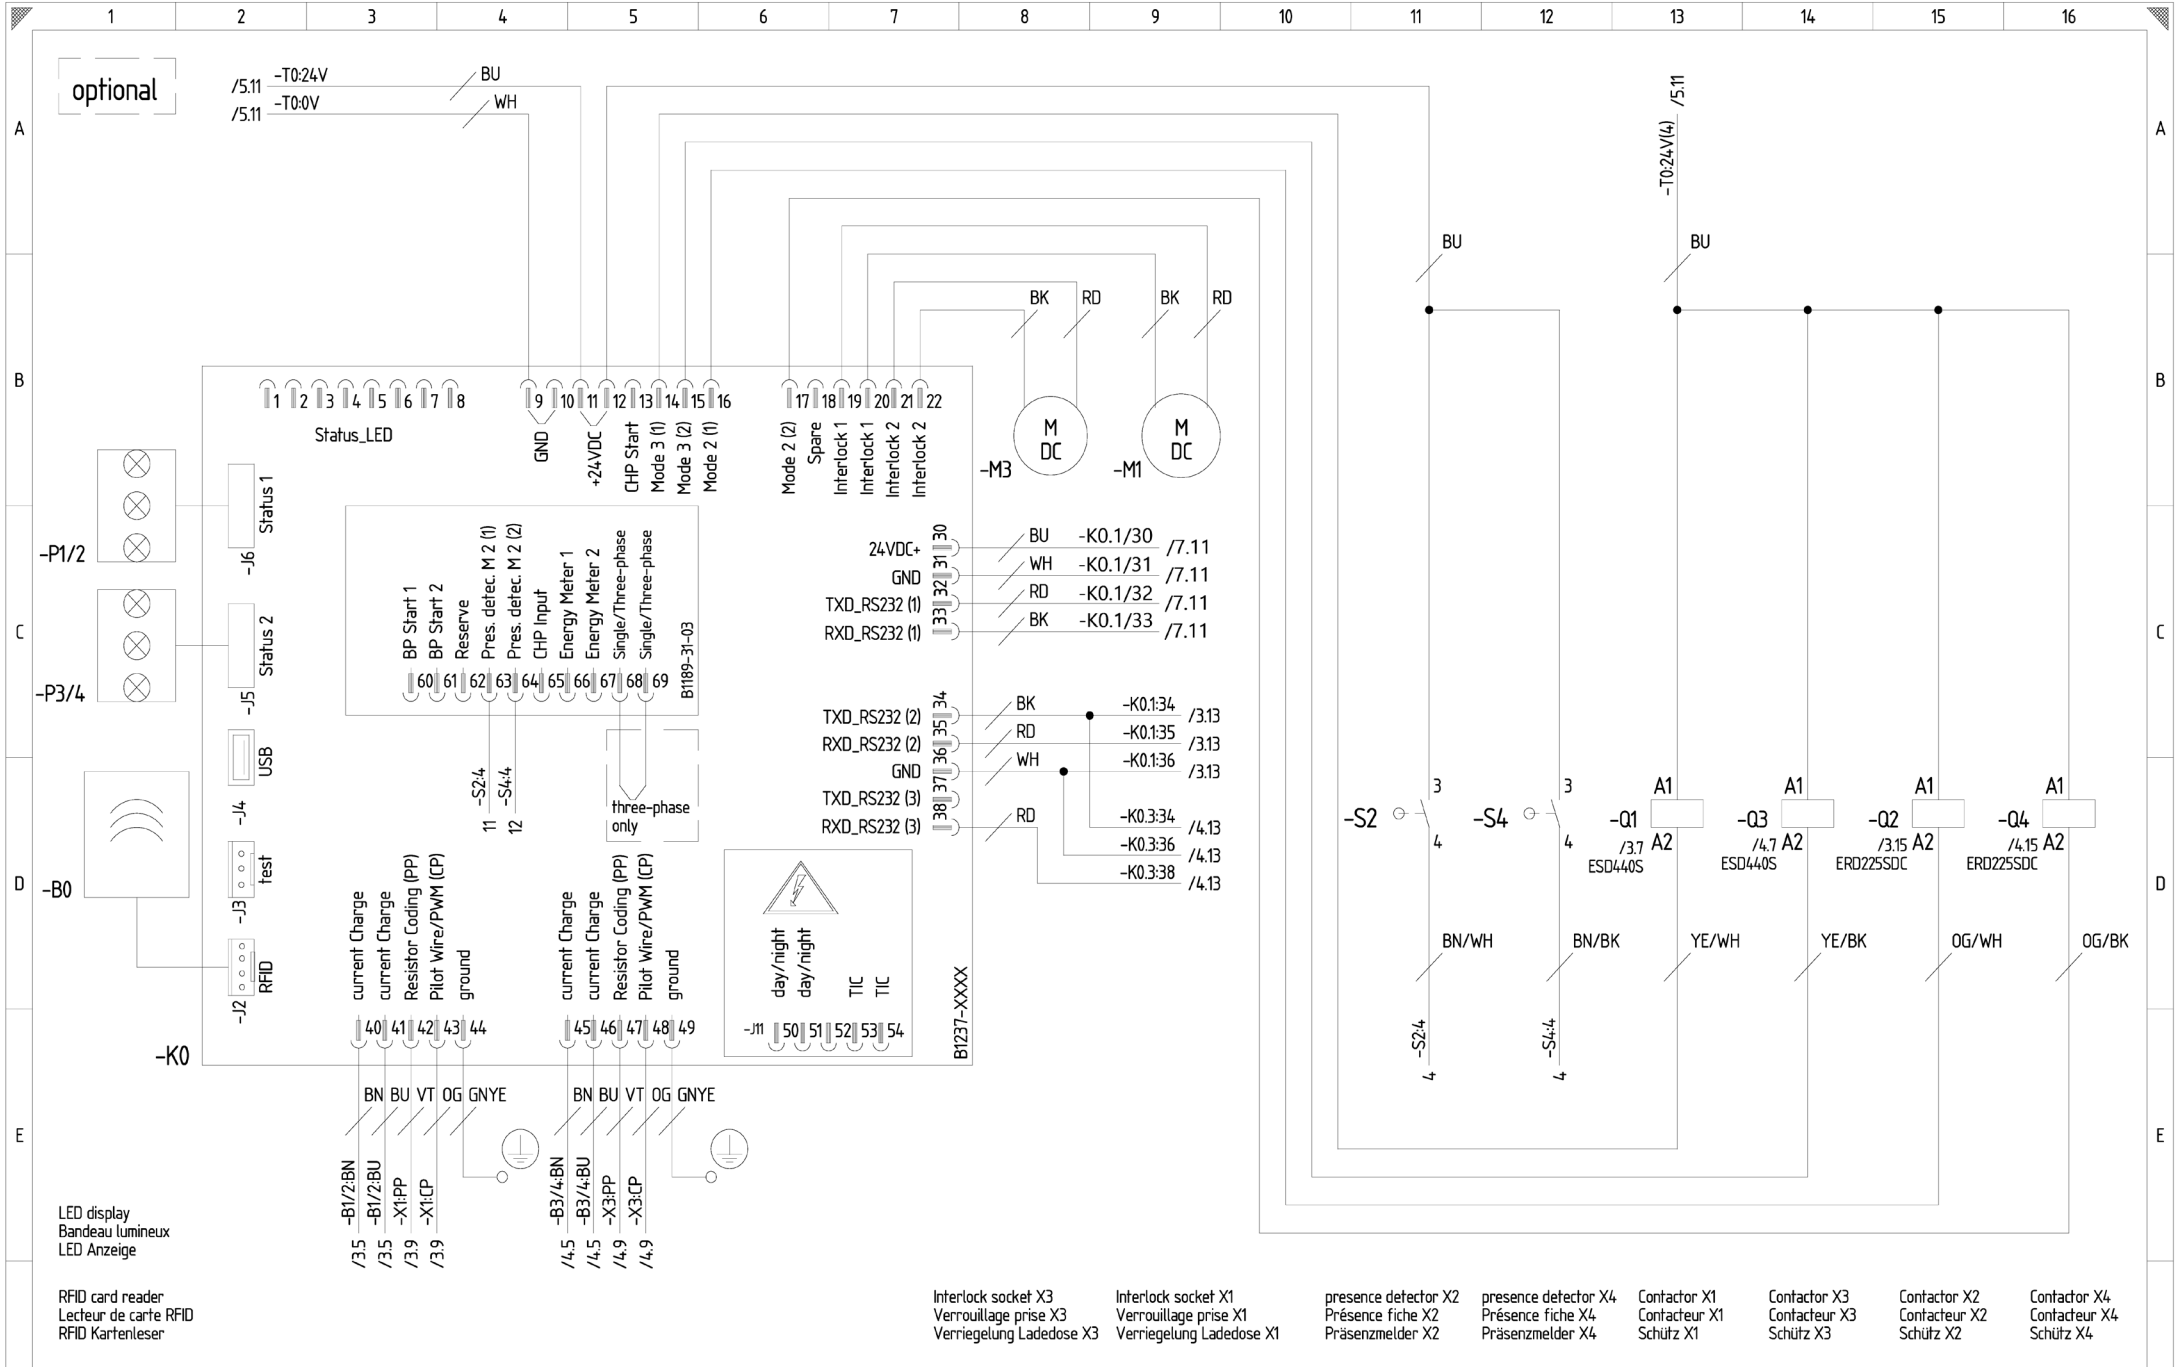 1 2 3 4 5 6 7 8 9 10 11 12 13 14 15 16
A A
B B
C C
D D
E E
optional
/5.11 -T0:24V BU
/5.11 -T0:0V WH
/5.11
-T0:24V(4)
BU BU
BK RD BK RD
1 2 3 4 5 6 7 8
Status_LED
9 10 11 12 13 14 15 16
GND
+24VDC
CHP Start
Mode 3 (1)
Mode 3 (2)
Mode 2 (1)
17 18 19 20 21 22
Mode 2 (2)
Spare
Interlock 1
Interlock 1
Interlock 2
Interlock 2
M
DC
-M3
M
DC
-M1
-P1/2
Status 1
-J6
-P3/4
Status 2
-J5
USB
-J4
test
-J3
-B0
RFID
-J2
-K0
BP Start 1
BP Start 2
Reserve
Pres. detec. M 2 (1)
Pres. detec. M 2 (2)
CHP Input
Energy Meter 1
Energy Meter 2
Single/Three-phase
Single/Three-phase
60 61 62 63 64 65 66 67 68 69
B1189-31-03
-S2:4
11
-S4:4
12
three-phase
only
24VDC+ 30 BU -K0.1/30 /7.11
GND 31 WH -K0.1/31 /7.11
TXD_RS232 (1) 32 RD -K0.1/32 /7.11
RXD_RS232 (1) 33 BK -K0.1/33 /7.11
TXD_RS232 (2) 34 BK -K0.1:34 /3.13
RXD_RS232 (2) 35 RD -K0.1:35 /3.13
GND 36 WH -K0.1:36 /3.13
TXD_RS232 (3) 37
RXD_RS232 (3) 38 RD
-K0.3:34 /4.13
-K0.3:36 /4.13
-K0.3:38 /4.13
current Charge
current Charge
Resistor Coding (PP)
Pilot Wire/PWM (CP)
ground
40 41 42 43 44
current Charge
current Charge
Resistor Coding (PP)
Pilot Wire/PWM (CP)
ground
45 46 47 48 49
day/night
day/night
TIC
TIC
-J11 50 51 52 53 54
B1237-XXXX
BN BU VT OG GNYE
BN BU VT OG GNYE
-B1/2:BN /3.5
-B1/2:BU /3.5
-X1:PP /3.9
-X1:CP /3.9
-B3/4:BN /4.5
-B3/4:BU /4.5
-X3:PP /4.9
-X3:CP /4.9
-S2 3 4
-S4 3 4
-Q1 A1 A2 /3.7
ESD440S
-Q3 A1 A2 /4.7
ESD440S
-Q2 A1 A2 /3.15
ERD225SDC
-Q4 A1 A2 /4.15
ERD225SDC
BN/WH BN/BK YE/WH YE/BK OG/WH OG/BK
-S2:4
4
-S4:4
4
LED display
Bandeau lumineux
LED Anzeige
RFID card reader
Lecteur de carte RFID
RFID Kartenleser
Interlock socket X3
Verrouillage prise X3
Verriegelung Ladedose X3
Interlock socket X1
Verrouillage prise X1
Verriegelung Ladedose X1
presence detector X2
Présence fiche X2
Präsenzmelder X2
presence detector X4
Présence fiche X4
Präsenzmelder X4
Contactor X1
Contacteur X1
Schütz X1
Contactor X3
Contacteur X3
Schütz X3
Contactor X2
Contacteur X2
Schütz X2
Contactor X4
Contacteur X4
Schütz X4